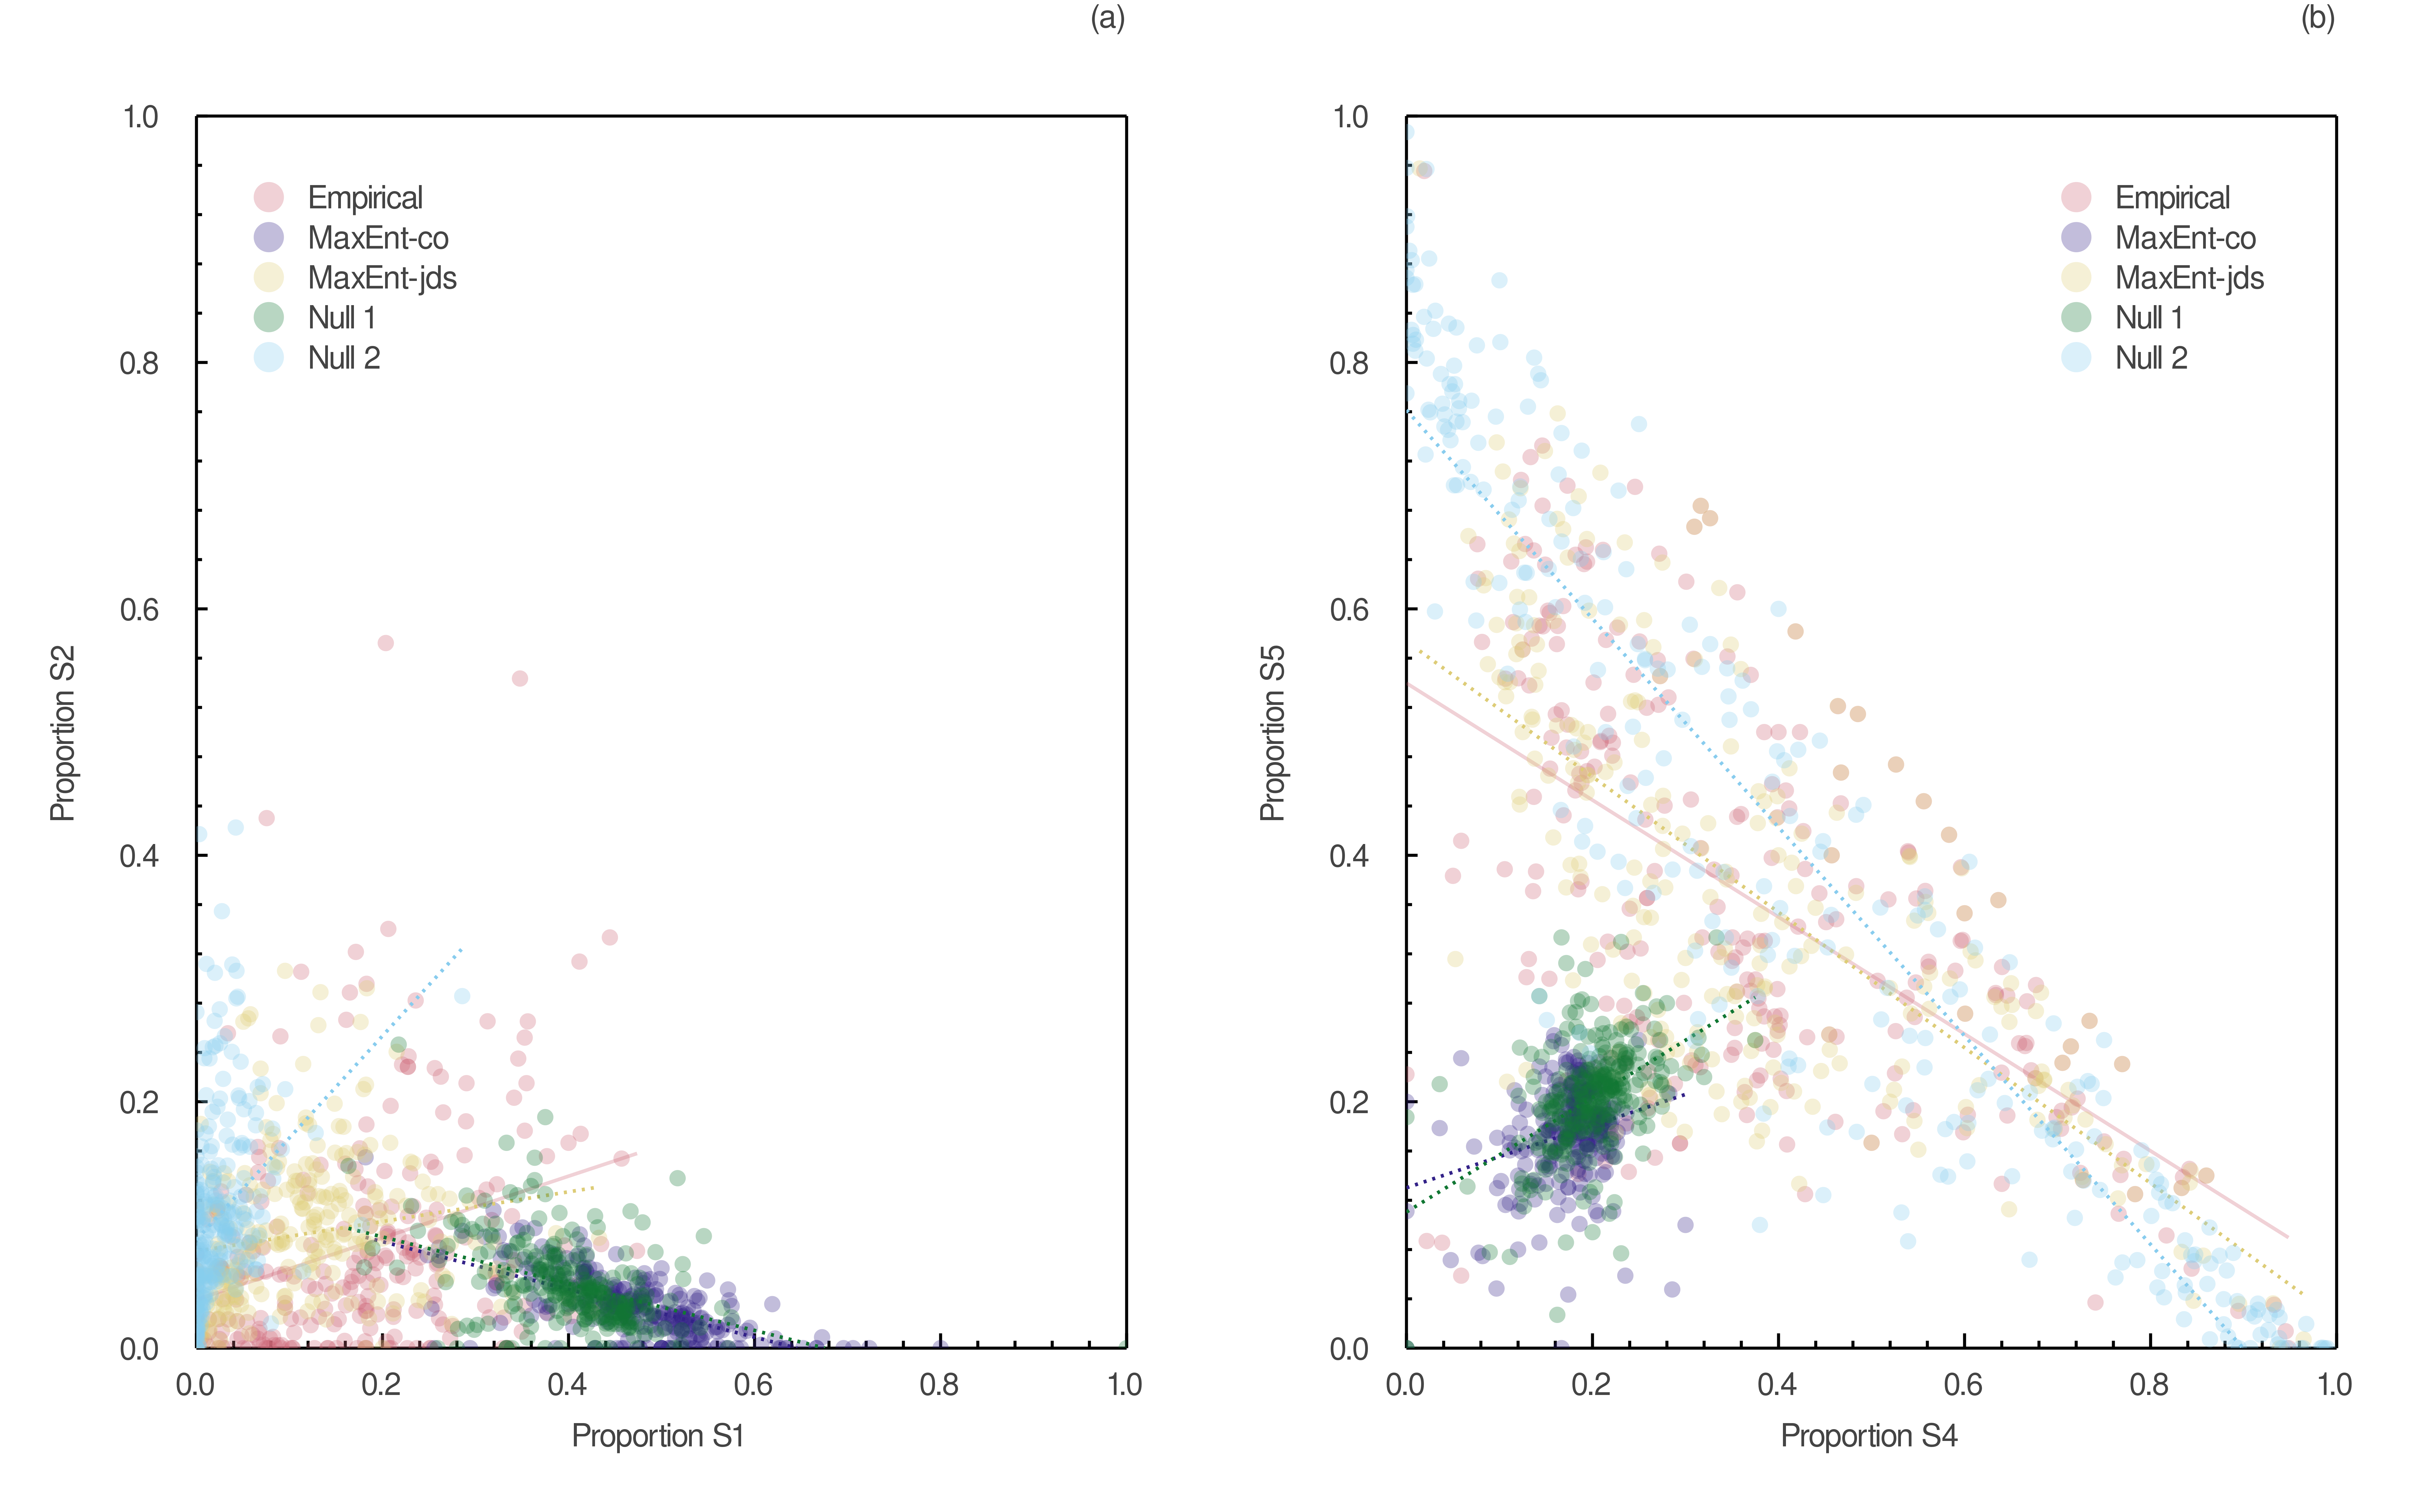 (a)
(b)
1.0
0.8
0.6
0.4
0.2
0.0
0.0 0.2 0.4 0.6 0.8 1.0
Proportion S1
Proportion S2
Empirical
MaxEnt-co
MaxEnt-jds
Null 1
Null 2
1.0
0.8
0.6
0.4
0.2
0.0
0.0 0.2 0.4 0.6 0.8 1.0
Proportion S4
Proportion S5
Empirical
MaxEnt-co
MaxEnt-jds
Null 1
Null 2